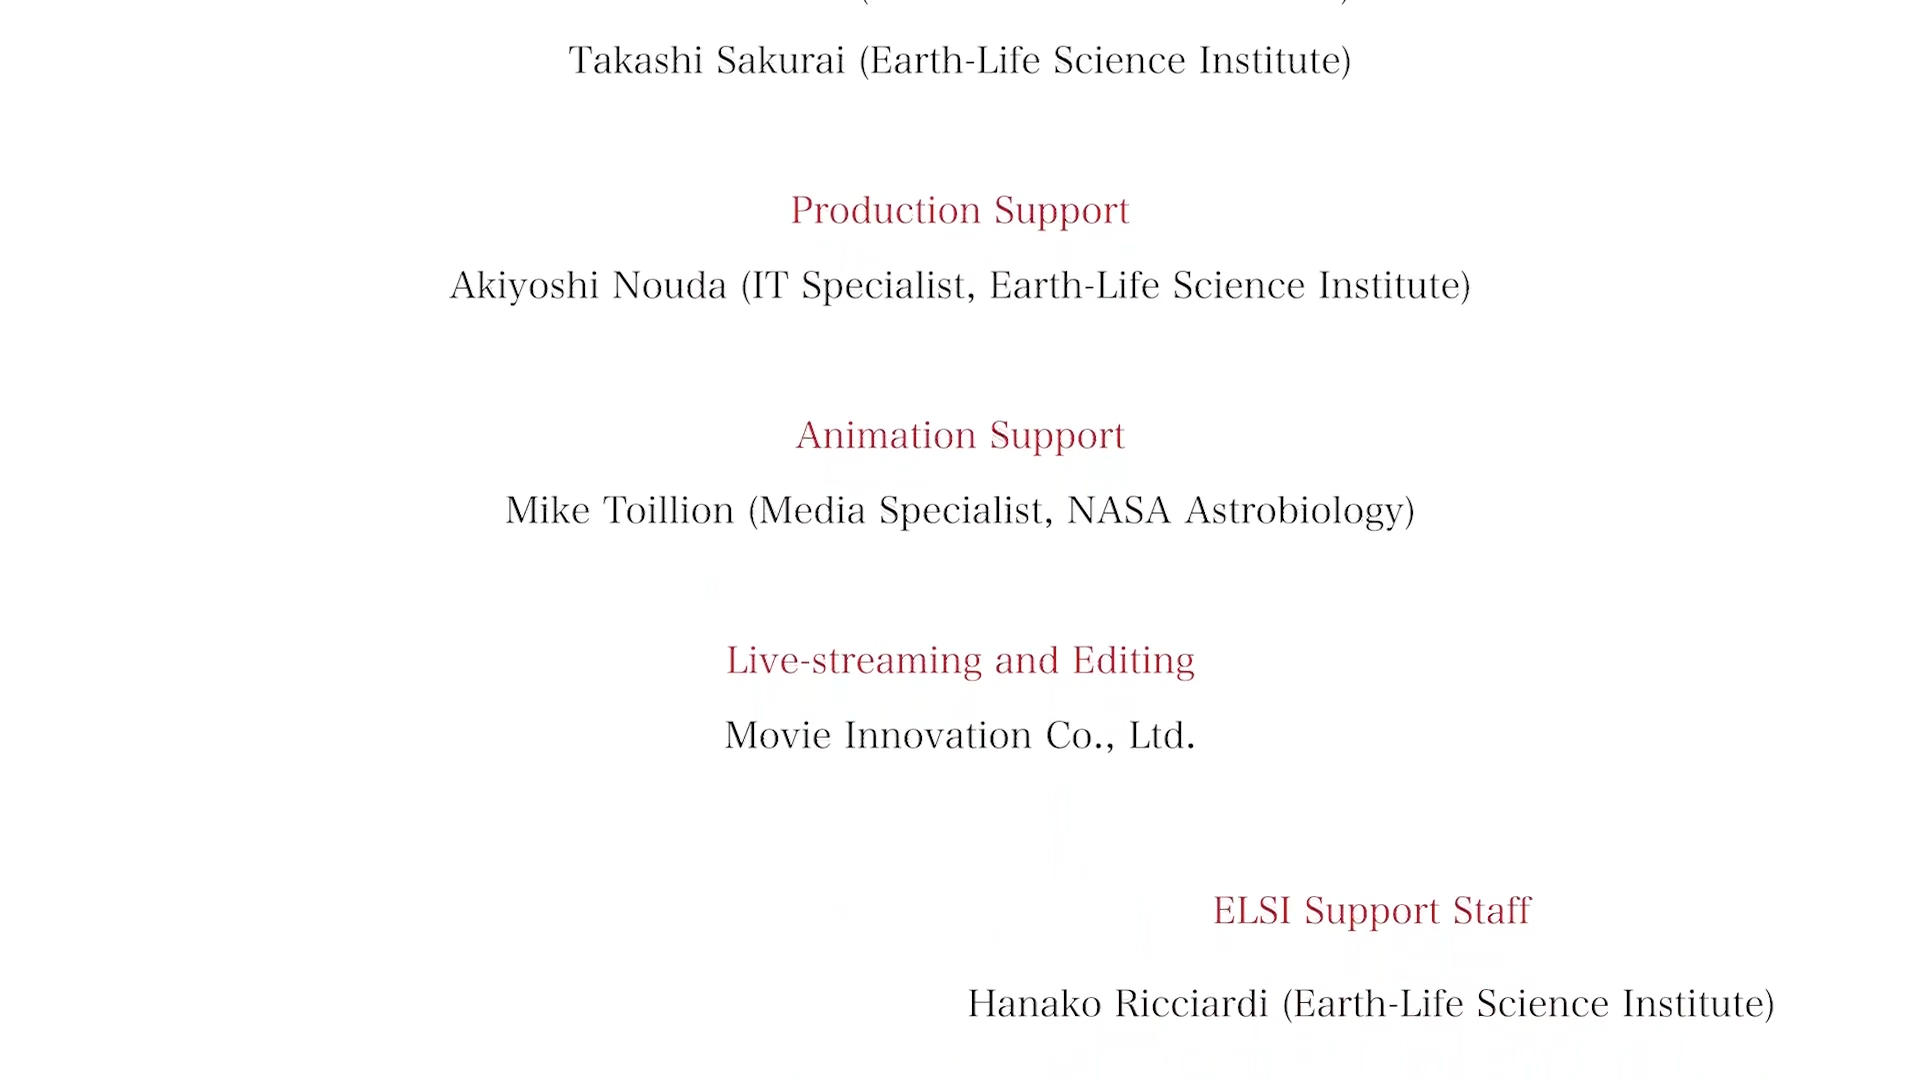 Takashi Sakurai (Earth-Life Science Institute)
Production Support
Akiyoshi Nouda (IT Specialist, Earth-Life Science Institute)
Animation Support
Mike Toillion (Media Specialist, NASA Astrobiology)
Live-streaming and Editing
Movie Innovation Co., Ltd.
ELSI Support Staff
Hanako Ricciardi (Earth-Life Science Institute)